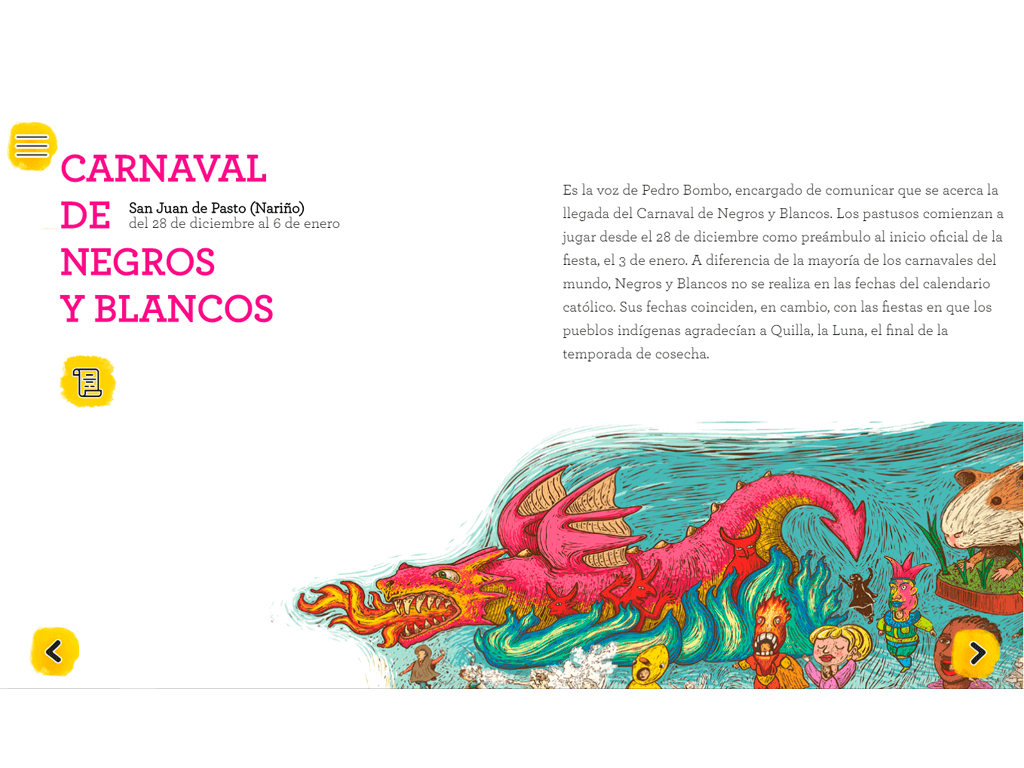 CARNAVAL
DE
San Juan de Pasto (Nariño)
del 28 de diciembre al 6 de enero
NEGROS
Y BLANCOS
Es la voz de Pedro Bombo, encargado de comunicar que se acerca la
llegada del Carnaval de Negros y Blancos. Los pastusos comienzan a
jugar desde el 28 de diciembre como preámbulo al inicio oficial de la
fiesta, el 3 de enero. A diferencia de la mayoría de los carnavales del
mundo, Negros y Blancos no se realiza en las fechas del calendario
católico. Sus fechas coinciden, en cambio, con las fiestas en que los
pueblos indígenas agradecían a Quilla, la Luna, el final de la
temporada de cosecha.